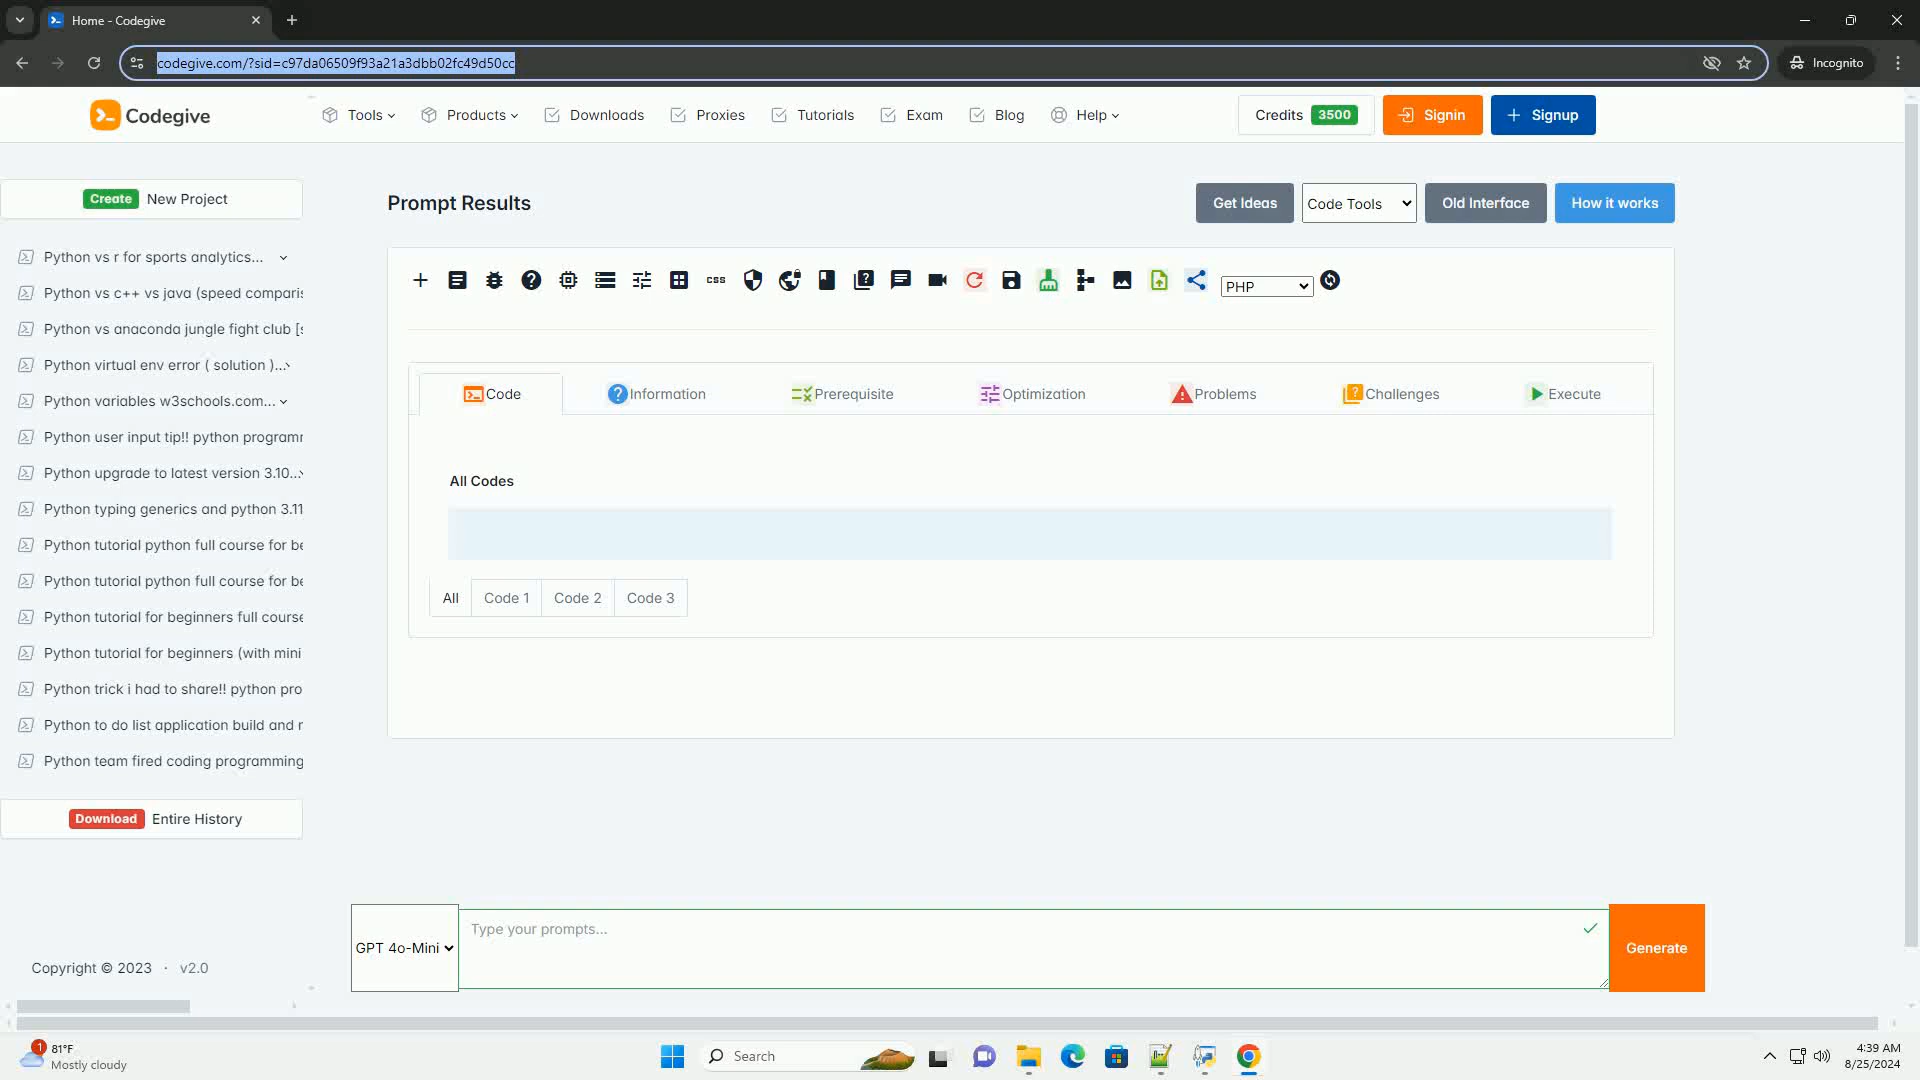 Home - Codegive
codegive.com/?sid=c97da06509f93a21a3dbb02fc49d50cc
Incognito
Codegive
Tools
Products
Downloads
Proxies
Tutorials
Exam
Blog
Help
Credits 3500
Signin
Signup
Create New Project
Python vs r for sports analytics...
Python vs c++ vs java (speed comparis
Python vs anaconda jungle fight club [s
Python virtual env error ( solution )...
Python variables w3schools.com...
Python user input tip!! python programr
Python upgrade to latest version 3.10...
Python typing generics and python 3.11
Python tutorial python full course for be
Python tutorial python full course for be
Python tutorial for beginners full course
Python tutorial for beginners (with mini
Python trick i had to share!! python pro
Python to do list application build and r
Python team fired coding programming
Download Entire History
Copyright © 2023 · v2.0
Prompt Results
Get Ideas
Code Tools
Old Interface
How it works
css
PHP
Code
Information
Prerequisite
Optimization
Problems
Challenges
Execute
All Codes
All
Code 1
Code 2
Code 3
GPT 4o-Mini
Type your prompts...
Generate
1
81°F
Mostly cloudy
Search
4:39 AM
8/25/2024